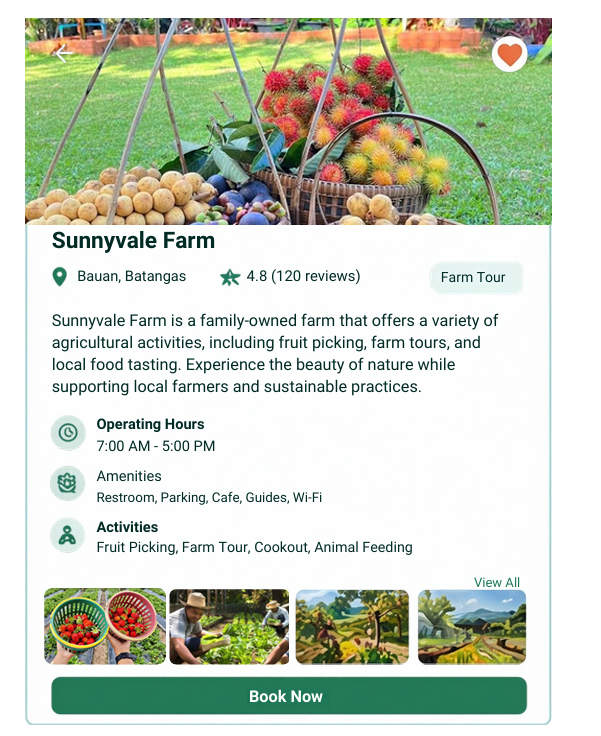 Sunnyvale Farm
Bauan, Batangas
4.8 (120 reviews)
Farm Tour
Sunnyvale Farm is a family-owned farm that offers a variety of
agricultural activities, including fruit picking, farm tours, and
local food tasting. Experience the beauty of nature while
supporting local farmers and sustainable practices.
Operating Hours
7:00 AM - 5:00 PM
Amenities
Restroom, Parking, Cafe, Guides, Wi-Fi
Activities
Fruit Picking, Farm Tour, Cookout, Animal Feeding
View All
Book Now